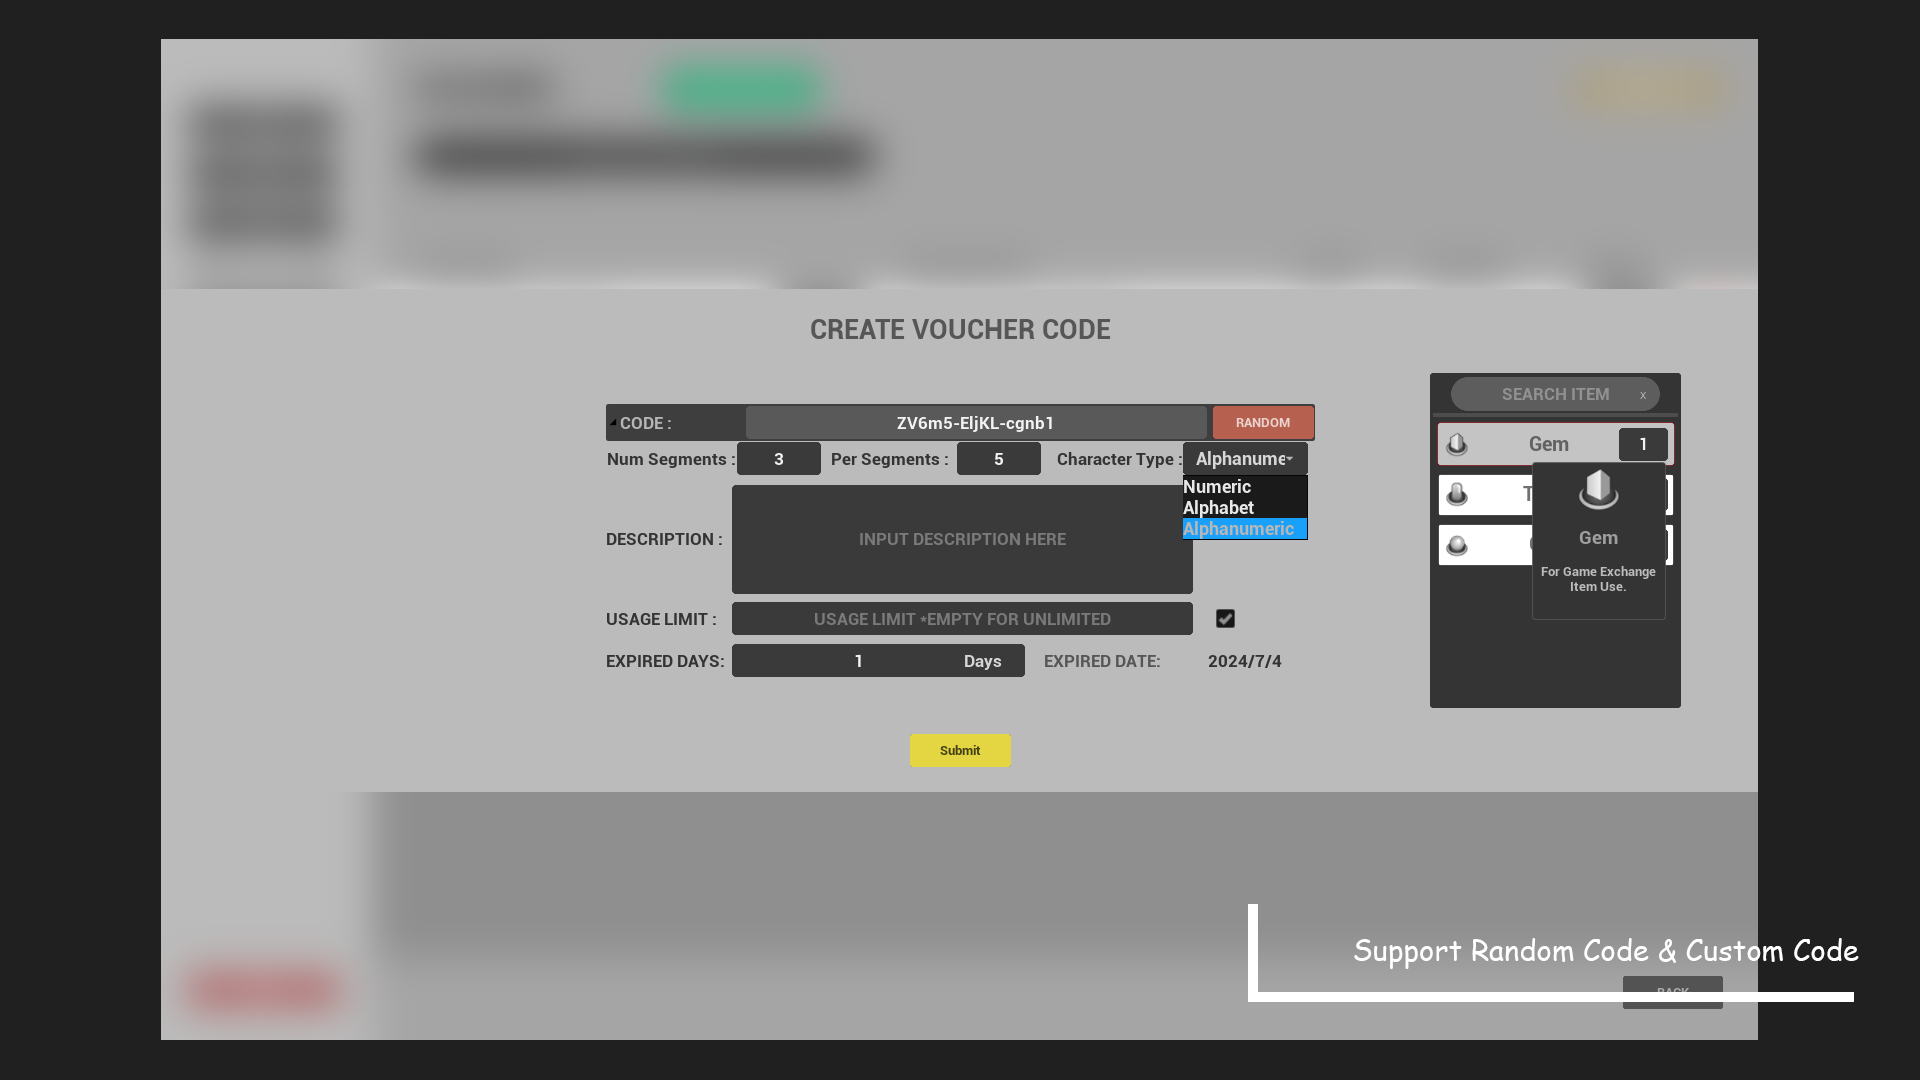 CREATE VOUCHER CODE
CODE :
ZV6m5-EljKL-cgnb1
RANDOM
Num Segments :
3
Per Segments :
5
Character Type :
Alphanume
Numeric
Alphabet
Alphanumeric
DESCRIPTION :
INPUT DESCRIPTION HERE
USAGE LIMIT :
USAGE LIMIT *EMPTY FOR UNLIMITED
EXPIRED DAYS:
1
Days
EXPIRED DATE:
2024/7/4
Submit
SEARCH ITEM
x
Gem
1
Gem
For Game Exchange
Item Use.
Support Random Code & Custom Code
BACK